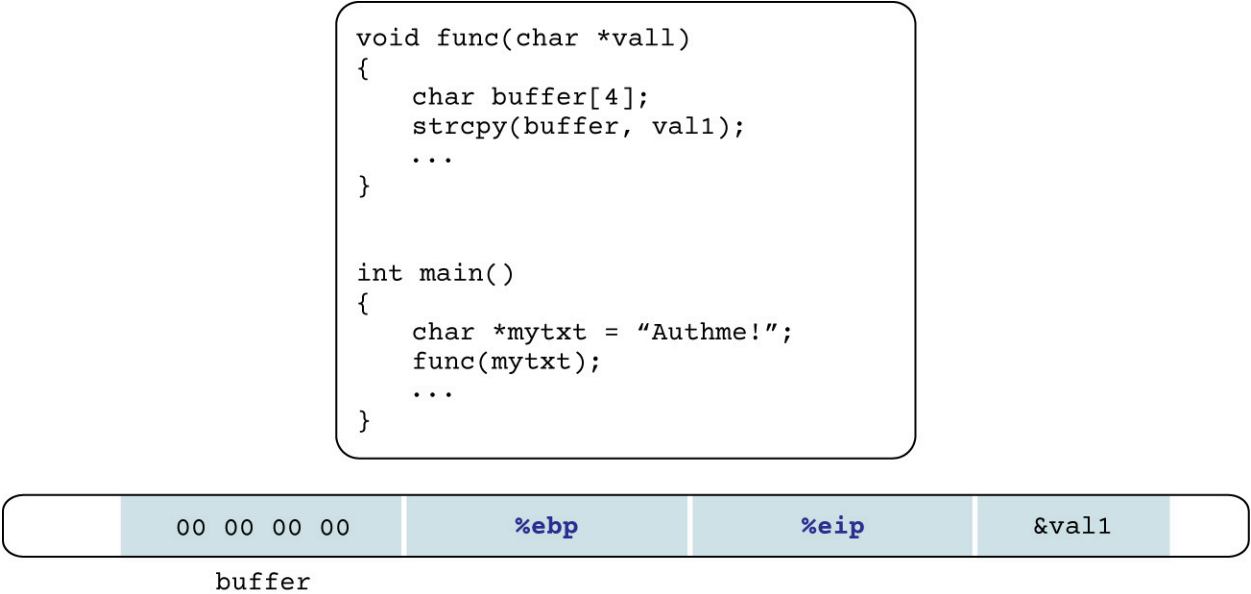 void func(char *vall)
{
char buffer[4];
strcpy(buffer, val1);
...
}
int main()
{
char *mytxt = “Authme!”;
func(mytxt);
...
}
00 00 00 00 %ebp %eip &val1
buffer